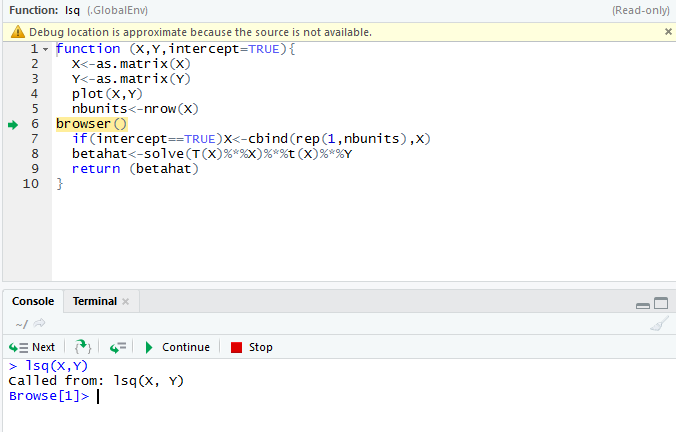 Function: lsq (.GlobalEnv) (Read-only)
Debug location is approximate because the source is not available. ×
1 function (X,Y,intercept=TRUE){
2   X<-as.matrix(X)
3   Y<-as.matrix(Y)
4   plot(X,Y)
5   nbunits<-nrow(X)
6 browser()
7   if(intercept==TRUE)X<-cbind(rep(1,nbunits),X)
8   betahat<-solve(T(X)%*%X)%*%t(X)%*%Y
9   return (betahat)
10 }
Console Terminal ×
~/
Next Continue Stop
> lsq(X,Y)
Called from: lsq(X, Y)
Browse[1]>